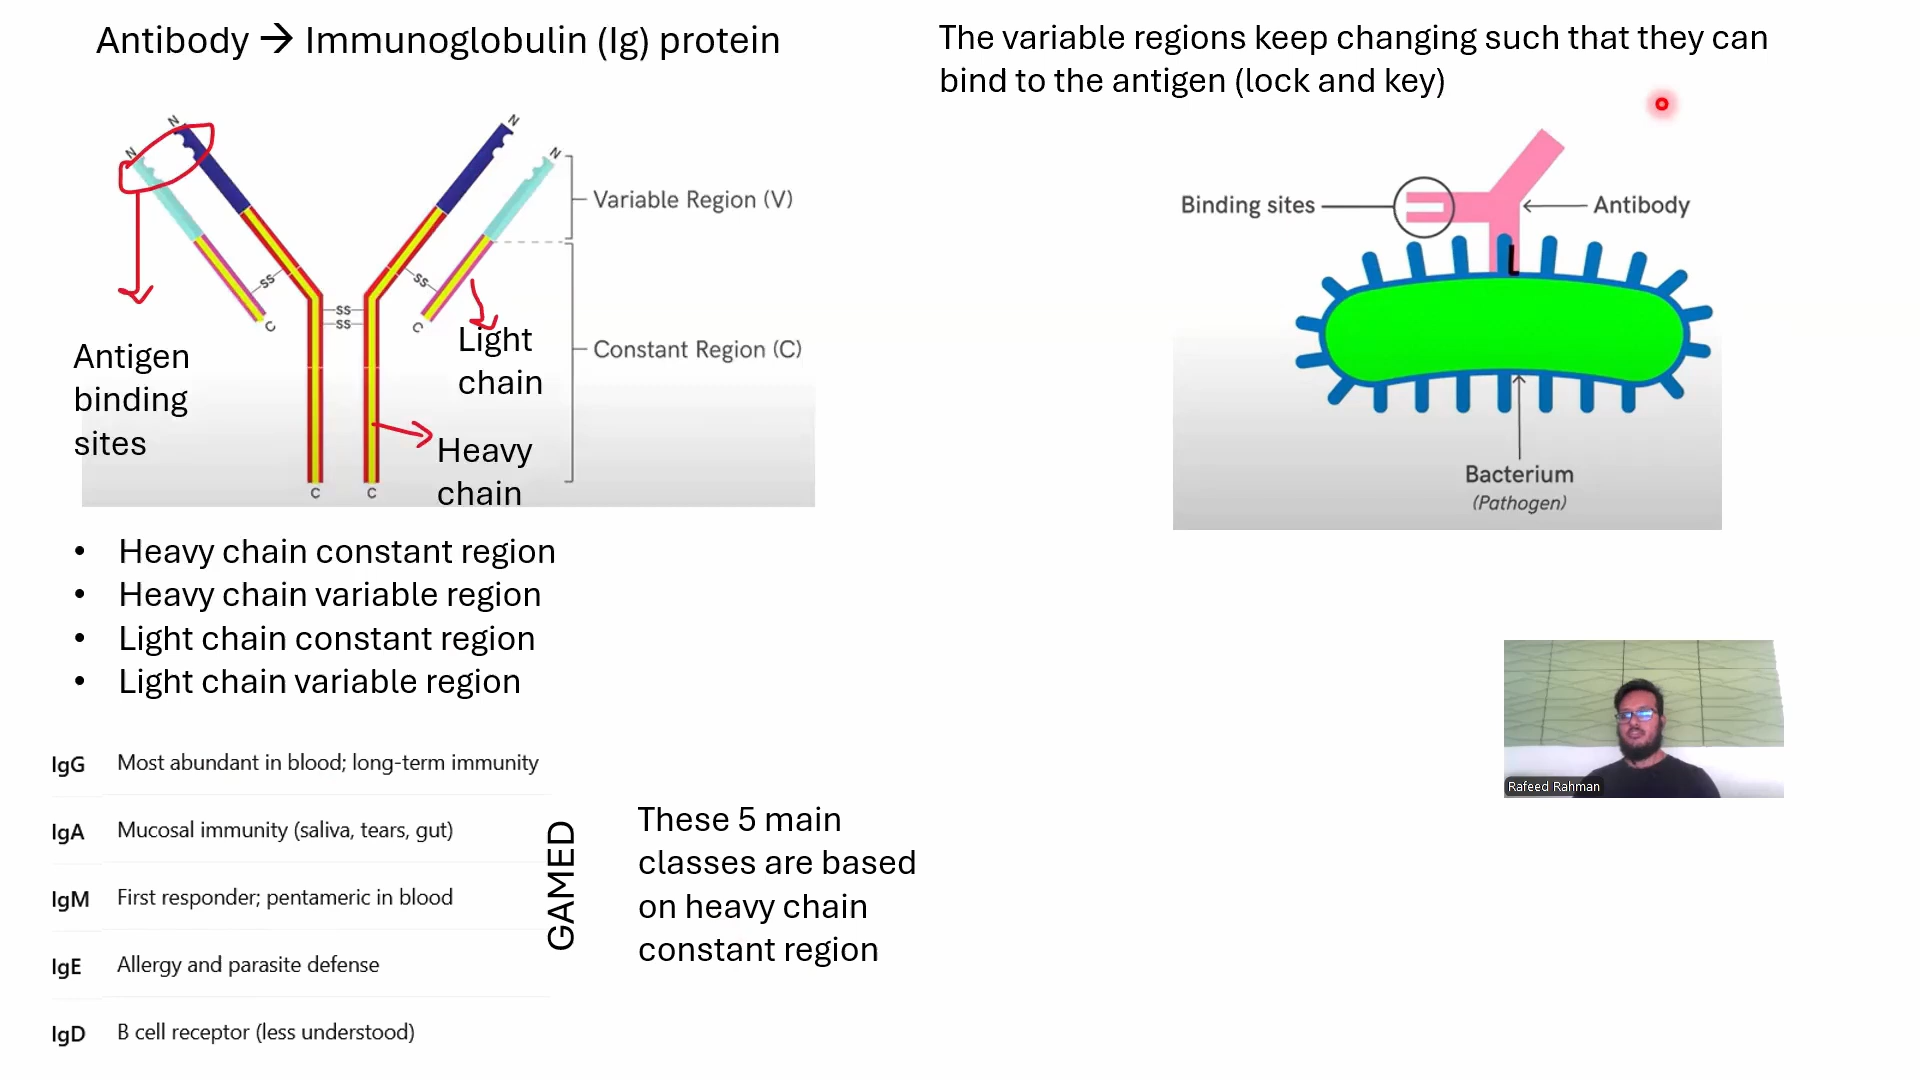 Antibody → Immunoglobulin (Ig) protein
N
N
N
N
Variable Region (V)
SS
SS
SS
SS
C
C
C
C
Constant Region (C)
Antigen
binding
sites
Light
chain
Heavy
chain
• Heavy chain constant region
• Heavy chain variable region
• Light chain constant region
• Light chain variable region
IgG Most abundant in blood; long-term immunity
IgA Mucosal immunity (saliva, tears, gut)
IgM First responder; pentameric in blood
IgE Allergy and parasite defense
IgD B cell receptor (less understood)
GAMED
These 5 main
classes are based
on heavy chain
constant region
The variable regions keep changing such that they can
bind to the antigen (lock and key)
Binding sites
Antibody
L
Bacterium
(Pathogen)
Rafeed Rahman